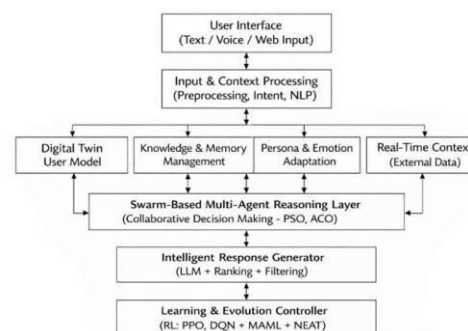 User Interface
(Text / Voice / Web Input)
Input & Context Processing
(Preprocessing, Intent, NLP)
Digital Twin
User Model
Knowledge & Memory
Management
Persona & Emotion
Adaptation
Real-Time Context
(External Data)
Swarm-Based Multi-Agent Reasoning Layer
(Collaborative Decision Making - PSO, ACO)
Intelligent Response Generator
(LLM + Ranking + Filtering)
Learning & Evolution Controller
(RL: PPO, DQN + MAML + NEAT)